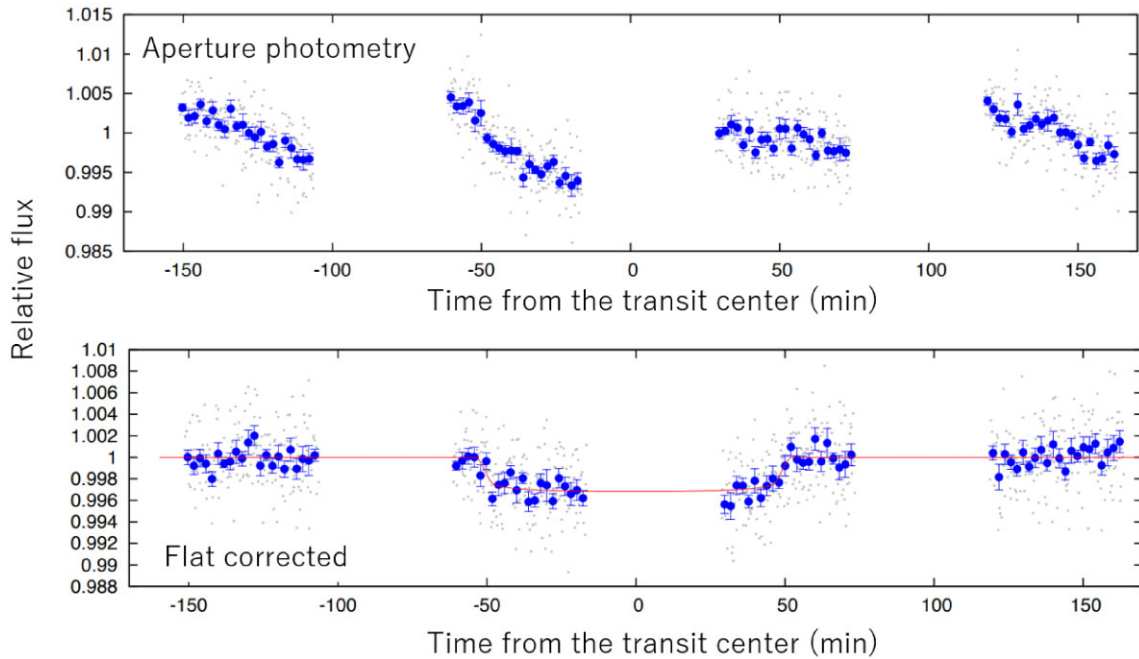 1.015
Aperture photometry
1.01
1.005
1
0.995
0.99
0.985
-150 -100 -50 0 50 100 150
Time from the transit center (min)
Relative flux
1.01
1.008
1.006
1.004
1.002
1
0.998
0.996
0.994
0.992
0.99
0.988
Flat corrected
-150 -100 -50 0 50 100 150
Time from the transit center (min)